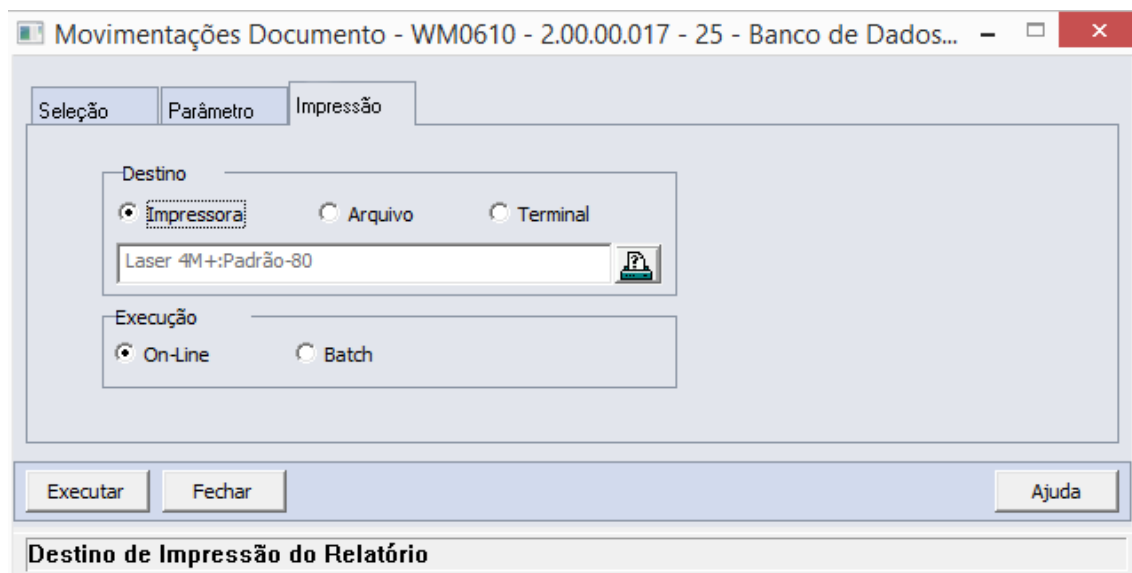 Movimentações Documento - WM0610 - 2.00.00.017 - 25 - Banco de Dados...
Seleção Parâmetro Impressão
Destino
Impressora Arquivo Terminal
Laser 4M+:Padrão-80
Execução
On-Line Batch
Executar Fechar Ajuda
Destino de Impressão do Relatório